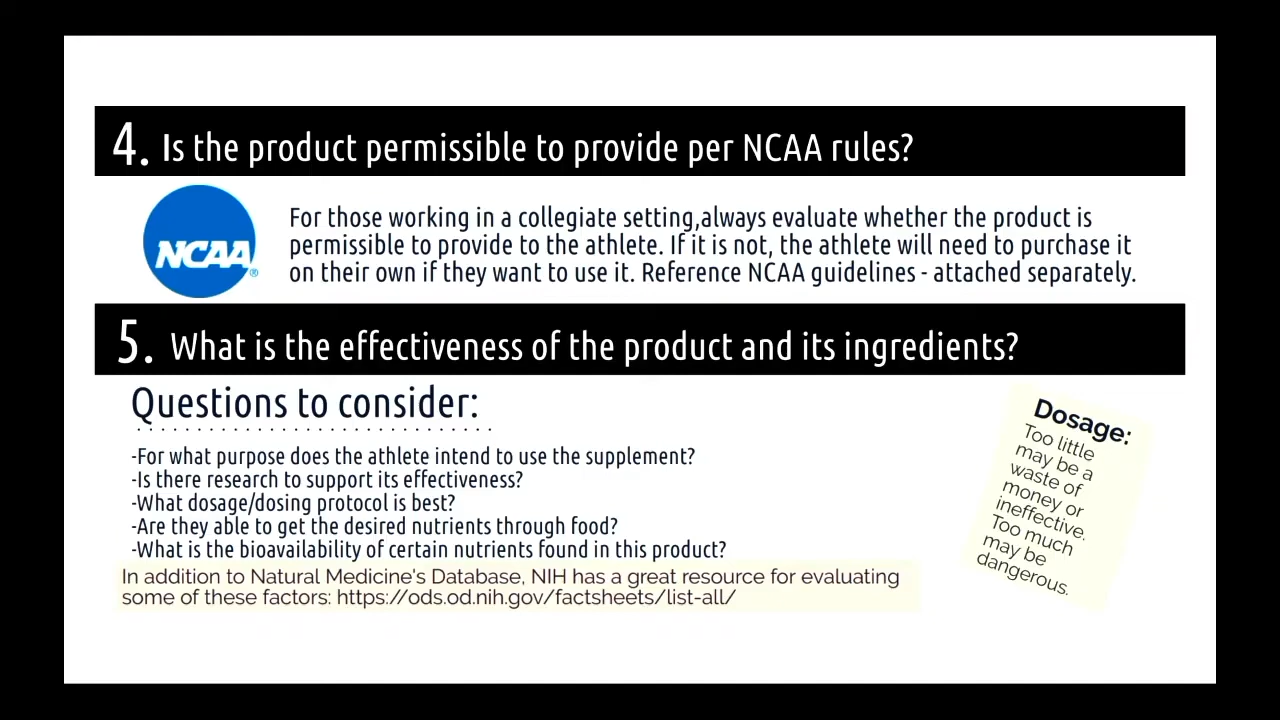 4. Is the product permissible to provide per NCAA rules?
NCAA®
For those working in a collegiate setting,always evaluate whether the product is
permissible to provide to the athlete. If it is not, the athlete will need to purchase it
on their own if they want to use it. Reference NCAA guidelines - attached separately.
5. What is the effectiveness of the product and its ingredients?
Questions to consider:
-For what purpose does the athlete intend to use the supplement?
-Is there research to support its effectiveness?
-What dosage/dosing protocol is best?
-Are they able to get the desired nutrients through food?
-What is the bioavailability of certain nutrients found in this product?
In addition to Natural Medicine's Database, NIH has a great resource for evaluating
some of these factors: https://ods.od.nih.gov/factsheets/list-all/
Dosage:
Too little
may be a
waste of
money or
ineffective.
Too much
may be
dangerous.